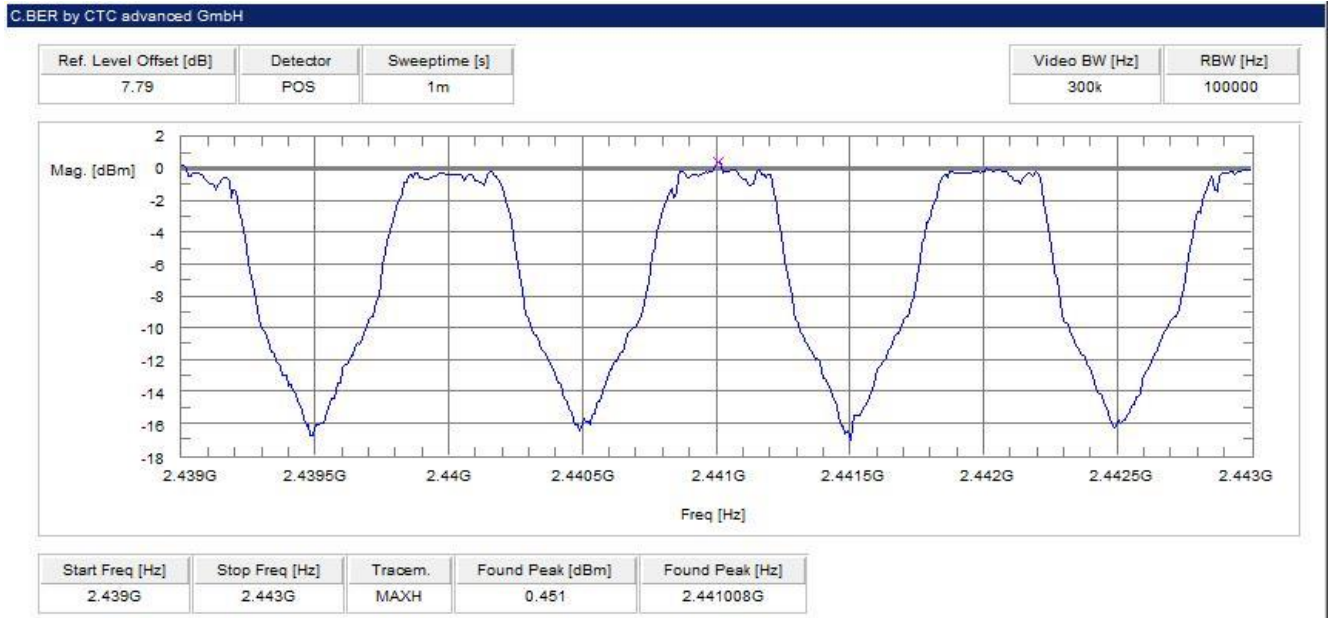 C.BER by CTC advanced GmbH
Ref. Level Offset [dB] Detector Sweeptime [s] Video BW [Hz] RBW [Hz]
7.79 POS 1m 300k 100000
2
Mag. [dBm] 0
-2
-4
-6
-8
-10
-12
-14
-16
-18
2.439G 2.4395G 2.44G 2.4405G 2.441G 2.4415G 2.442G 2.4425G 2.443G
Freq [Hz]
Start Freq [Hz] Stop Freq [Hz] Tracem. Found Peak [dBm] Found Peak [Hz]
2.439G 2.443G MAXH 0.451 2.441008G